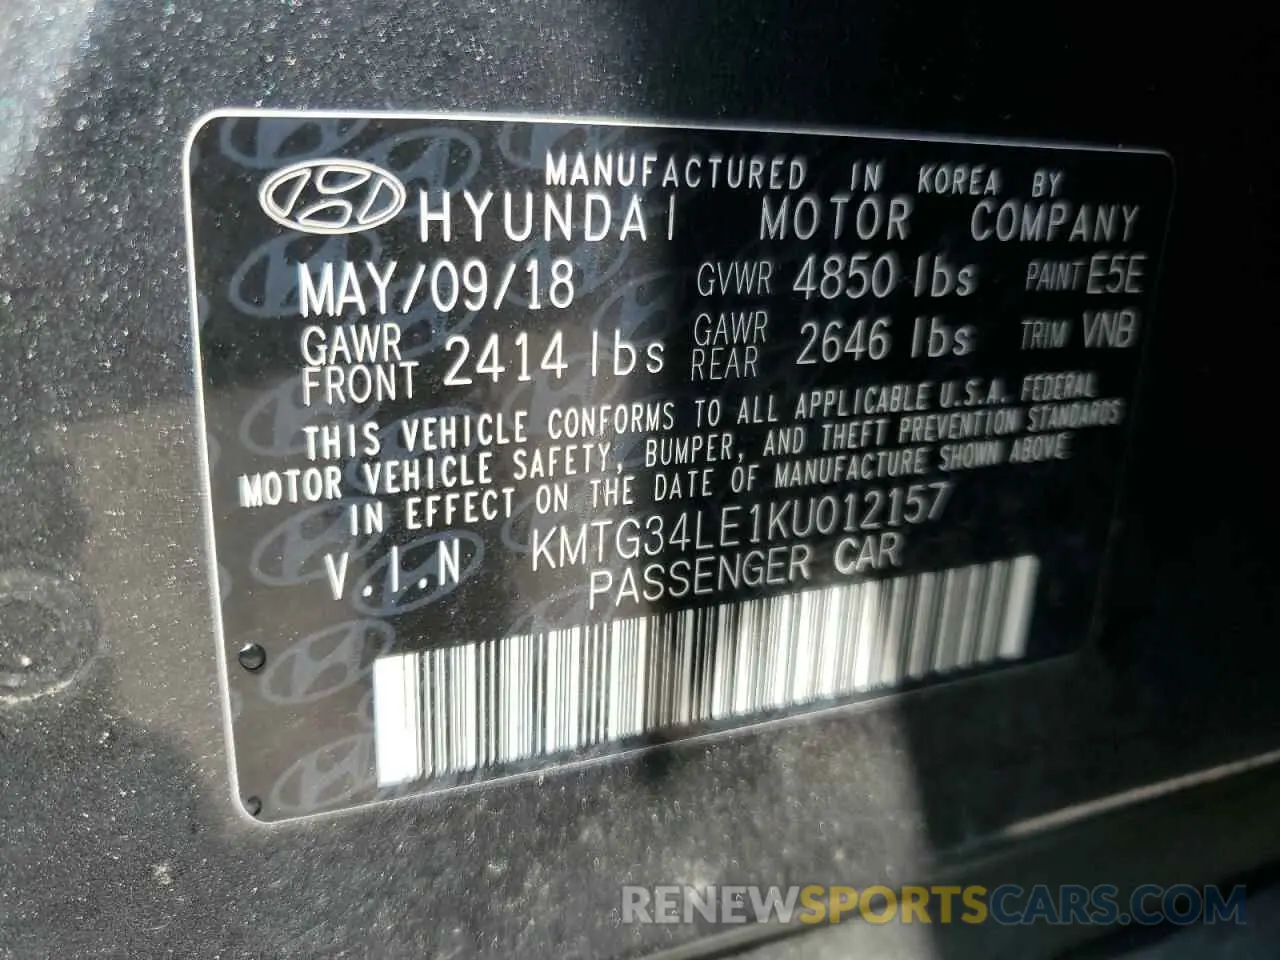 MANUFACTURED IN KOREA BY
HYUNDAI MOTOR COMPANY
MAY/09/18 GVWR 4850 lbs PAINT E5E
GAWR FRONT 2414 lbs GAWR REAR 2646 lbs TRIM VNB
THIS VEHICLE CONFORMS TO ALL APPLICABLE U.S.A. FEDERAL
MOTOR VEHICLE SAFETY, BUMPER, AND THEFT PREVENTION STANDARDS
IN EFFECT ON THE DATE OF MANUFACTURE SHOWN ABOVE
V.I.N KMTG34LE1KU012157
PASSENGER CAR
RENEWSPORTSCARS.COM